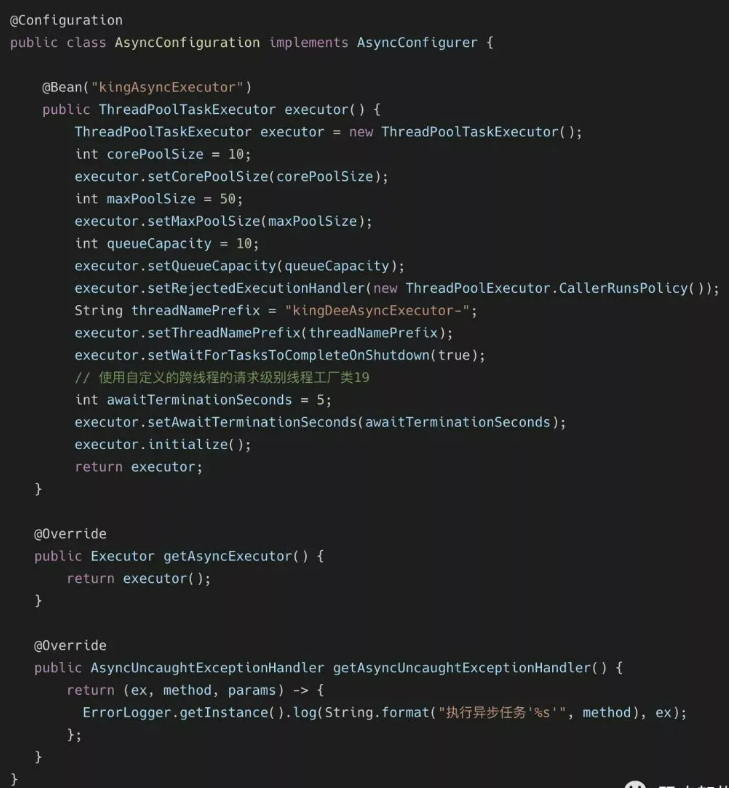 @Configuration
public class AsyncConfiguration implements AsyncConfigurer {
@Bean("kingAsyncExecutor")
public ThreadPoolTaskExecutor executor() {
ThreadPoolTaskExecutor executor = new ThreadPoolTaskExecutor();
int corePoolSize = 10;
executor.setCorePoolSize(corePoolSize);
int maxPoolSize = 50;
executor.setMaxPoolSize(maxPoolSize);
int queueCapacity = 10;
executor.setQueueCapacity(queueCapacity);
executor.setRejectedExecutionHandler(new ThreadPoolExecutor.CallerRunsPolicy());
String threadNamePrefix = "kingDeeAsyncExecutor-";
executor.setThreadNamePrefix(threadNamePrefix);
executor.setWaitForTasksToCompleteOnShutdown(true);
// 使用自定义的跨线程的请求级别线程工厂类19
int awaitTerminationSeconds = 5;
executor.setAwaitTerminationSeconds(awaitTerminationSeconds);
executor.initialize();
return executor;
}
@Override
public Executor getAsyncExecutor() {
return executor();
}
@Override
public AsyncUncaughtExceptionHandler getAsyncUncaughtExceptionHandler() {
return (ex, method, params) -> {
ErrorLogger.getInstance().log(String.format("执行异步任务'%s'", method), ex);
};
}
}